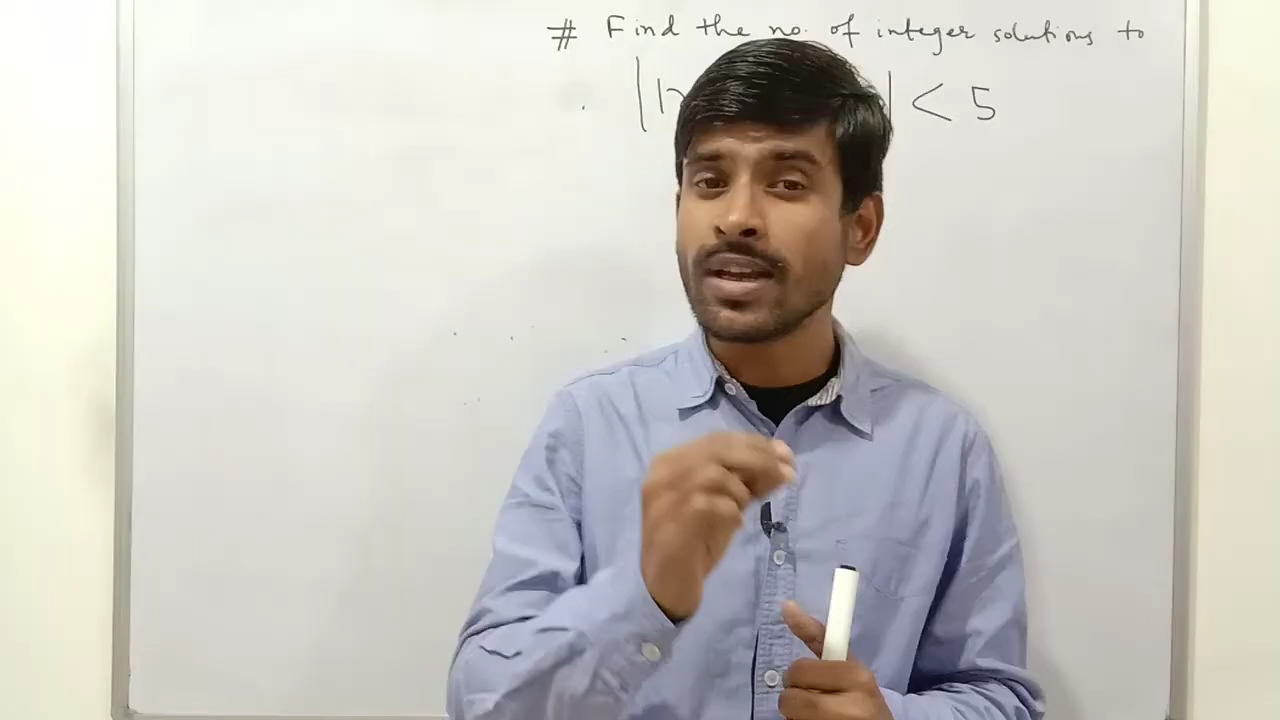 # Find the no. of integer solutions to
| | < 5